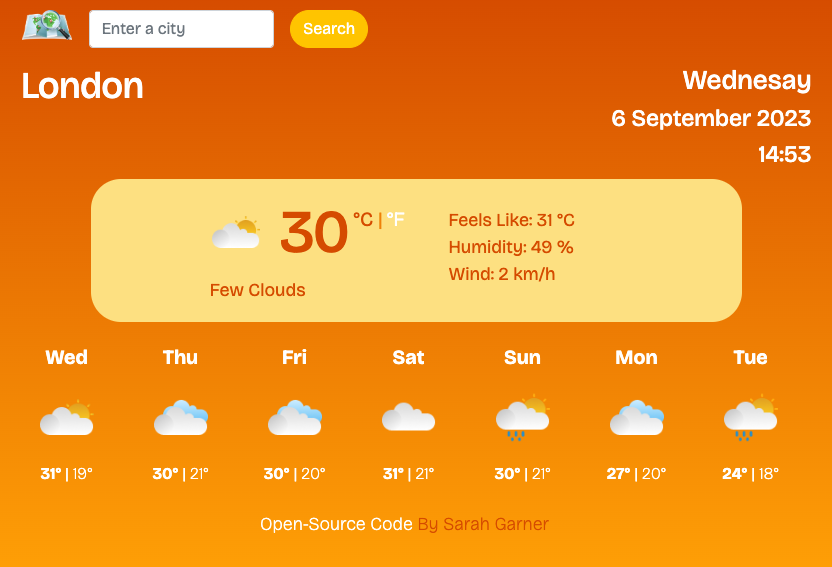 Enter a city Search
London
Wednesay
6 September 2023
14:53
30 °C | °F
Few Clouds
Feels Like: 31 °C
Humidity: 49 %
Wind: 2 km/h
Wed Thu Fri Sat Sun Mon Tue
31° | 19° 30° | 21° 30° | 20° 31° | 21° 30° | 21° 27° | 20° 24° | 18°
Open-Source Code By Sarah Garner